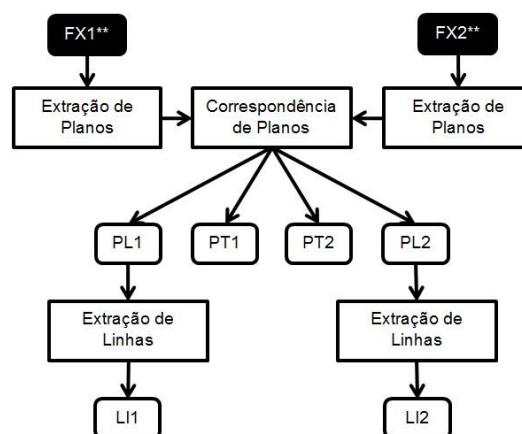 FX1**
FX2**
Extração de
Planos
Correspondência
de Planos
Extração de
Planos
PL1
PT1
PT2
PL2
Extração de
Linhas
Extração de
Linhas
LI1
LI2